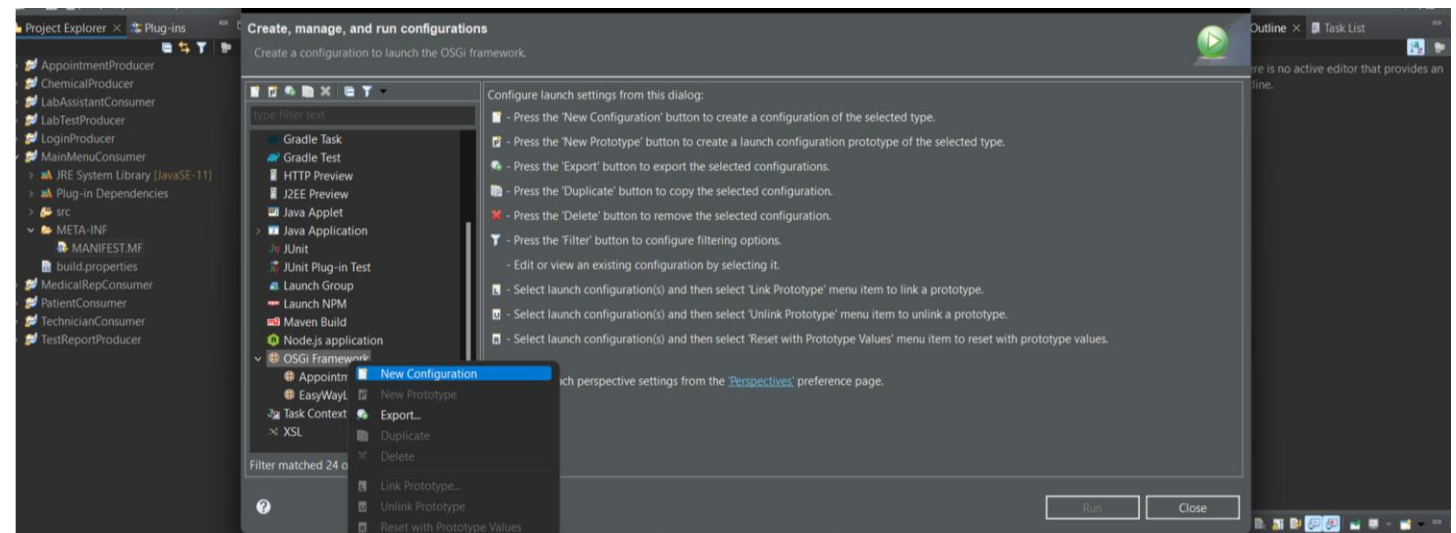 Project Explorer × Plug-ins
AppointmentProducer
ChemicalProducer
LabAssistantConsumer
LabTestProducer
LoginProducer
MainMenuConsumer
JRE System Library [JavaSE-11]
Plug-in Dependencies
src
META-INF
MANIFEST.MF
build.properties
MedicalRepConsumer
PatientConsumer
TechnicianConsumer
TestReportProducer
Create, manage, and run configurations
Create a configuration to launch the OSGi framework.
type filter text
Gradle Task
Gradle Test
HTTP Preview
J2EE Preview
Java Applet
Java Application
JUnit
JUnit Plug-in Test
Launch Group
Launch NPM
Maven Build
Node.js application
OSGi Framework
Appointm
EasyWayL
Task Context
XSL
Filter matched 24 o
New Configuration
New Prototype
Export...
Duplicate
Delete
Link Prototype...
Unlink Prototype
Reset with Prototype Values
Configure launch settings from this dialog:
- Press the 'New Configuration' button to create a configuration of the selected type.
- Press the 'New Prototype' button to create a launch configuration prototype of the selected type.
- Press the 'Export' button to export the selected configurations.
- Press the 'Duplicate' button to copy the selected configuration.
- Press the 'Delete' button to remove the selected configuration.
- Press the 'Filter' button to configure filtering options.
- Edit or view an existing configuration by selecting it.
- Select launch configuration(s) and then select 'Link Prototype' menu item to link a prototype.
- Select launch configuration(s) and then select 'Unlink Prototype' menu item to unlink a prototype.
- Select launch configuration(s) and then select 'Reset with Prototype Values' menu item to reset with prototype values.
nch perspective settings from the 'Perspectives' preference page.
Run
Close
Outline × Task List
ere is no active editor that provides an
tline.